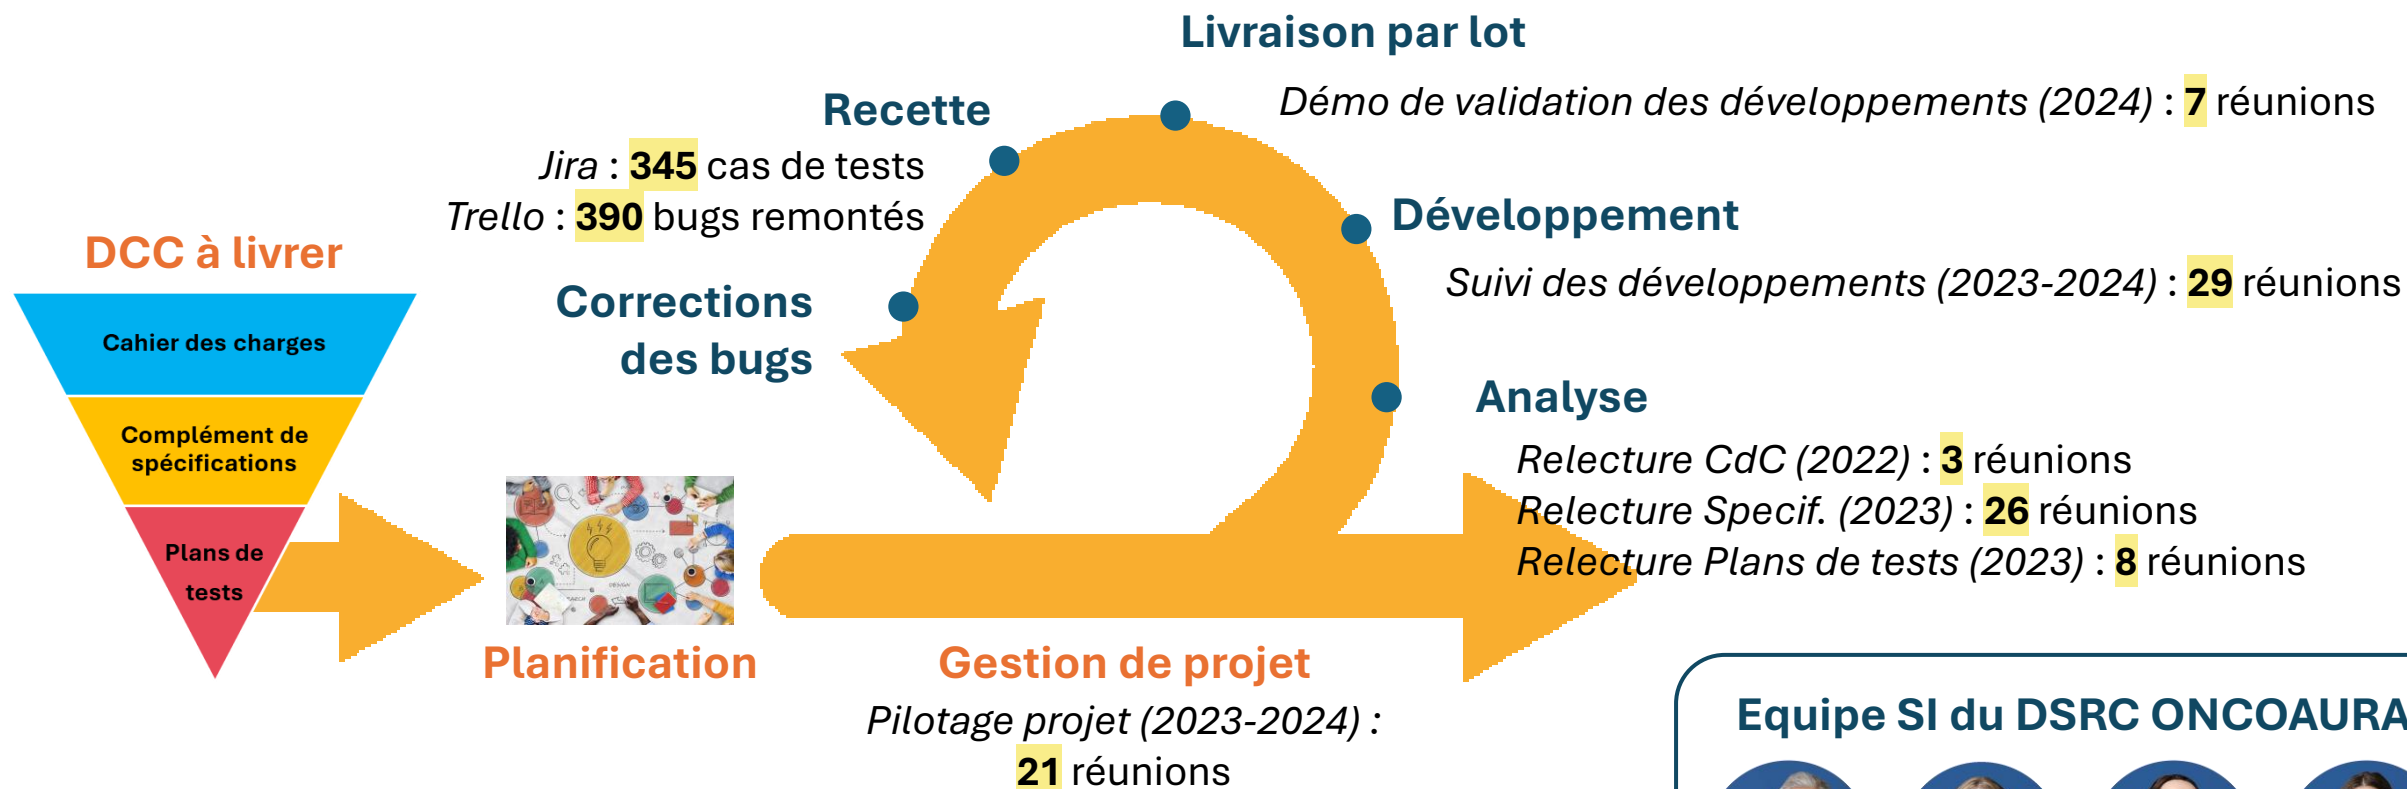 Livraison par lot
Démo de validation des développements (2024) : 7 réunions
Recette
Jira : 345 cas de tests
Trello : 390 bugs remontés
Développement
Suivi des développements (2023-2024) : 29 réunions
DCC à livrer
Cahier des charges
Complément de
spécifications
Plans de
tests
Corrections
des bugs
Analyse
Relecture CdC (2022) : 3 réunions
Relecture Specif. (2023) : 26 réunions
Relecture Plans de tests (2023) : 8 réunions
Planification
Gestion de projet
Pilotage projet (2023-2024) :
21 réunions
Equipe SI du DSRC ONCOAURA